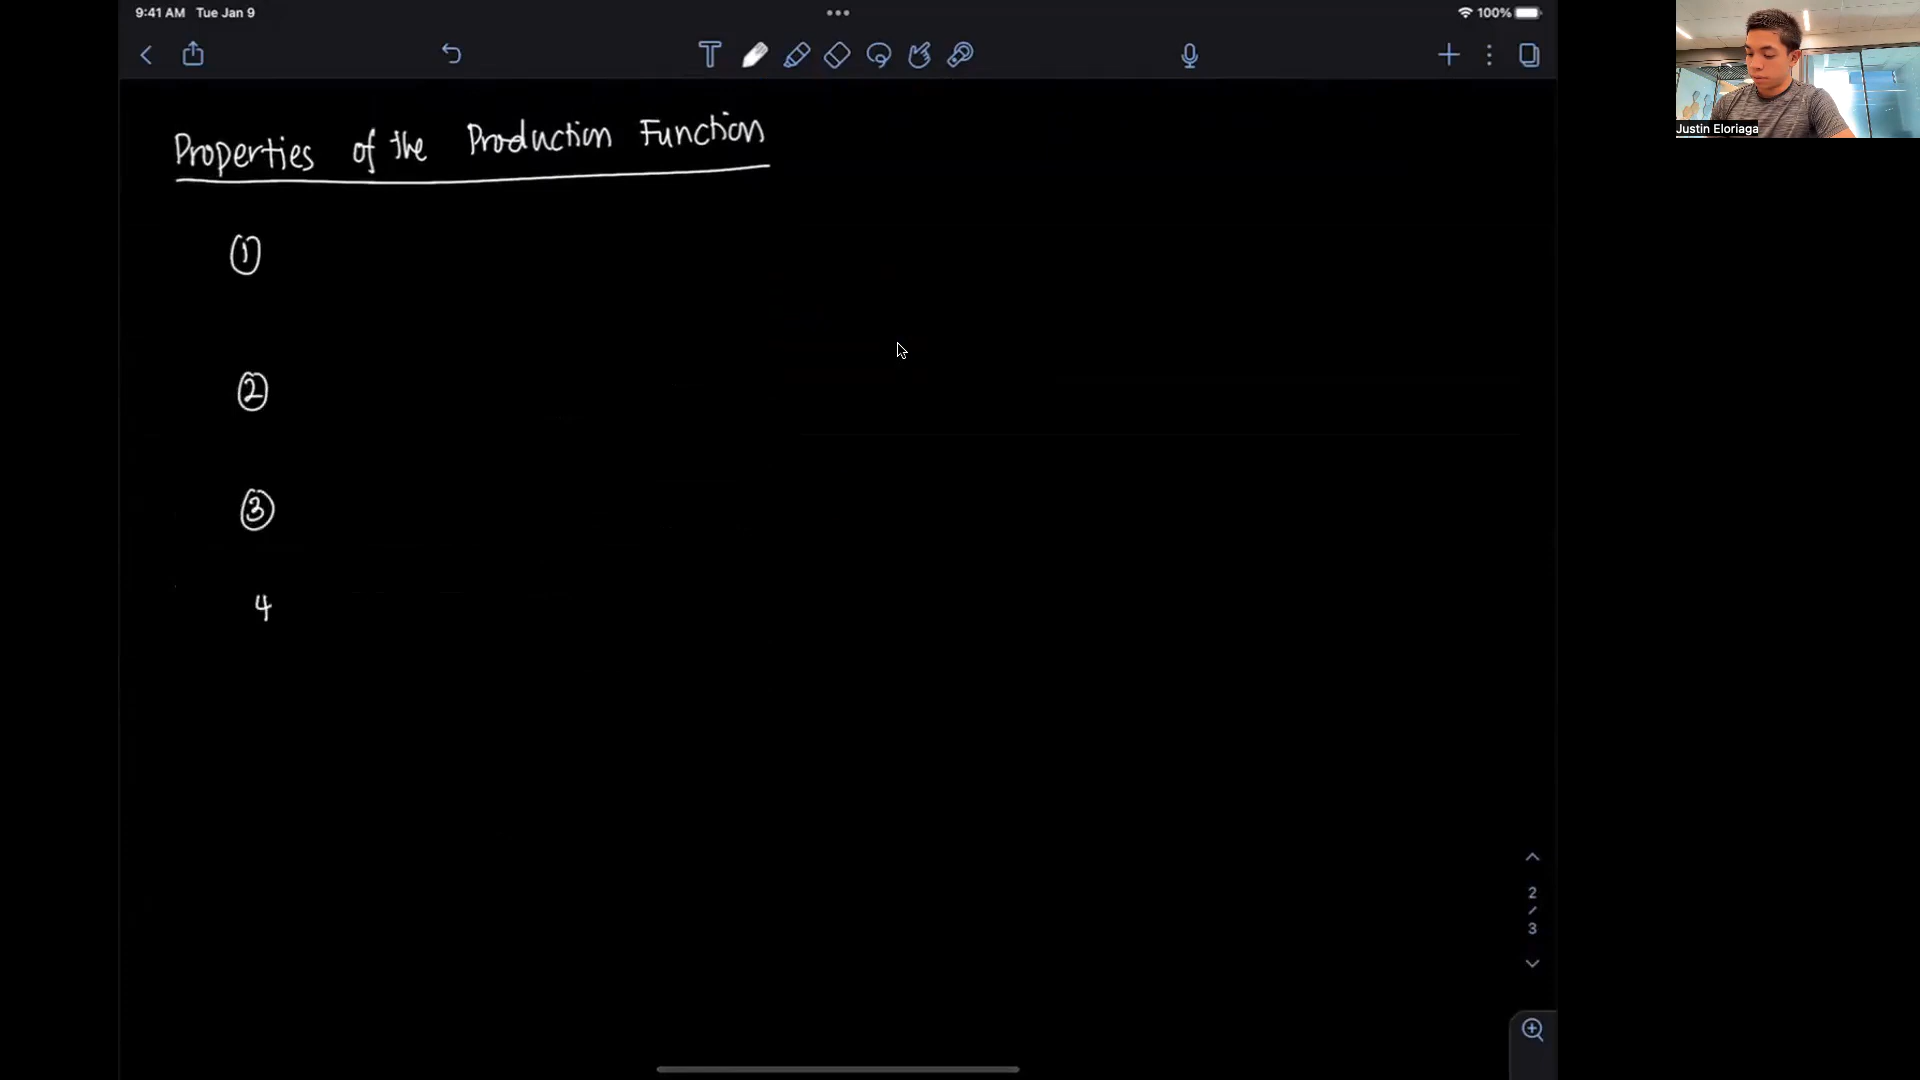 9:41 AM Tue Jan 9
100%
T
Properties of the Production Function
Justin Eloriaga
①
②
③
4
2
/
3